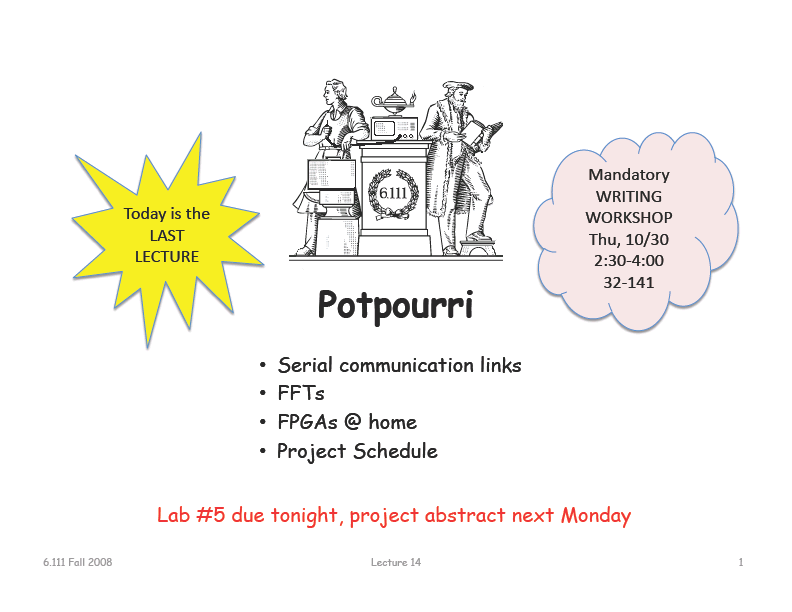 6.111
Today is the
LAST
LECTURE
Mandatory
WRITING
WORKSHOP
Thu, 10/30
2:30-4:00
32-141
Potpourri
• Serial communication links
• FFTs
• FPGAs @ home
• Project Schedule
Lab #5 due tonight, project abstract next Monday
6.111 Fall 2008
Lecture 14
1